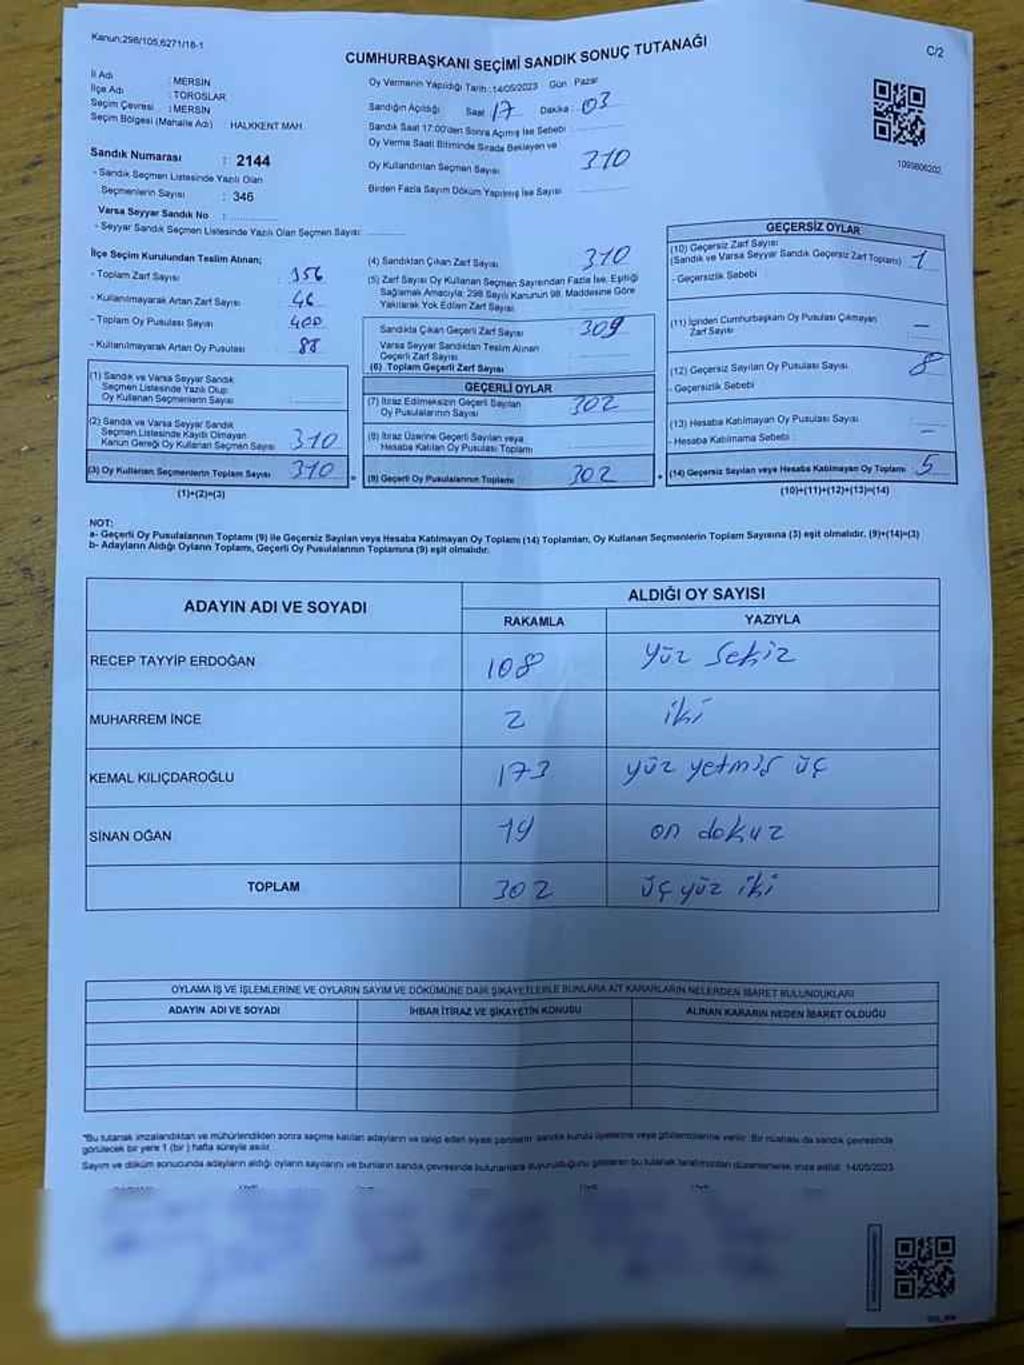 Kanun:298/105,6271/18-1
C/2
CUMHURBAŞKANI SEÇİMİ SANDIK SONUÇ TUTANAĞI
İl Adı : MERSİN
İlçe Adı : TOROSLAR
Seçim Çevresi : MERSİN
Seçim Bölgesi (Mahalle Adı) : HALKKENT MAH.
Sandık Numarası : 2144
- Sandık Seçmen Listesinde Yazılı Olan
Seçmenlerin Sayısı : 346
Varsa Seyyar Sandık No :
- Seyyar Sandık Seçmen Listesinde Yazılı Olan Seçmen Sayısı:
Oy Vermenin Yapıldığı Tarih :14/05/2023 Gün : Pazar
Sandığın Açıldığı Saat 17 Dakika : 03
Sandık Saat 17:00'den Sonra Açılmış İse Sebebi
Oy Verme Saati Bitiminde Sırada Bekleyen ve
Oy Kullandırılan Seçmen Sayısı 310
Birden Fazla Sayım Döküm Yapılmış İse Sayısı
1095606202
İlçe Seçim Kurulundan Teslim Alınan;
- Toplam Zarf Sayısı : 356
- Kullanılmayarak Artan Zarf Sayısı : 46
- Toplam Oy Pusulası Sayısı : 400
- Kullanılmayarak Artan Oy Pusulası : 88
(1) Sandık ve Varsa Seyyar Sandık
Seçmen Listesinde Yazılı Olup
Oy Kullanan Seçmenlerin Sayısı
(2) Sandık ve Varsa Seyyar Sandık
Seçmen Listesinde Kayıtlı Olmayan
Kanun Gereği Oy Kullanan Seçmen Sayısı 310
(3) Oy Kullanan Seçmenlerin Toplam Sayısı 310
(1)+(2)=(3)
(4) Sandıktan Çıkan Zarf Sayısı 310
(5) Zarf Sayısı Oy Kullanan Seçmen Sayısından Fazla İse, Eşitliği
Sağlamak Amacıyla; 298 Sayılı Kanunun 98. Maddesine Göre
Yakılarak Yok Edilen Zarf Sayısı
Sandıkta Çıkan Geçerli Zarf Sayısı 309
Varsa Seyyar Sandıktan Teslim Alınan
Geçerli Zarf Sayısı
(6) Toplam Geçerli Zarf Sayısı
GEÇERLİ OYLAR
(7) İtiraz Edilmeksizin Geçerli Sayılan
Oy Pusulalarının Sayısı 302
(8) İtiraz Üzerine Geçerli Sayılan veya
Hesaba Katılan Oy Pusulası Toplamı
(9) Geçerli Oy Pusulalarının Toplamı 302
GEÇERSİZ OYLAR
(10) Geçersiz Zarf Sayısı
(Sandık ve Varsa Seyyar Sandık Geçersiz Zarf Toplamı) 1
- Geçersizlik Sebebi
(11) İçinden Cumhurbaşkanı Oy Pusulası Çıkmayan
Zarf Sayısı —
(12) Geçersiz Sayılan Oy Pusulası Sayısı 8
- Geçersizlik Sebebi
(13) Hesaba Katılmayan Oy Pusulası Sayısı —
- Hesaba Katılmama Sebebi
(14) Geçersiz Sayılan veya Hesaba Katılmayan Oy Toplamı 5
(10)+(11)+(12)+(13)=(14)
NOT:
a- Geçerli Oy Pusulalarının Toplamı (9) ile Geçersiz Sayılan veya Hesaba Katılmayan Oy Toplamı (14) Toplamları, Oy Kullanan Seçmenlerin Toplam Sayısına (3) eşit olmalıdır. (9)+(14)=(3)
b- Adayların Aldığı Oyların Toplamı, Geçerli Oy Pusulalarının Toplamına (9) eşit olmalıdır.
ADAYIN ADI VE SOYADI ALDIĞI OY SAYISI
RAKAMLA YAZIYLA
RECEP TAYYİP ERDOĞAN 108 yüz sekiz
MUHARREM İNCE 2 iki
KEMAL KILIÇDAROĞLU 173 yüz yetmiş üç
SİNAN OĞAN 19 on dokuz
TOPLAM 302 üç yüz iki
OYLAMA İŞ VE İŞLEMLERİNE VE OYLARIN SAYIM VE DÖKÜMÜNE DAİR ŞİKAYETLERLE BUNLARA AİT KARARLARIN NELERDEN İBARET BULUNDUKLARI
ADAYIN ADI VE SOYADI İHBAR İTİRAZ VE ŞİKAYETİN KONUSU ALINAN KARARIN NEDEN İBARET OLDUĞU
*Bu tutanak imzalandıktan ve mühürlendikten sonra seçime katılan adayların ve talep eden siyasi partilerin sandık kurulu üyelerine veya gözlemcilerine verilir. Bir nüshası da sandık çevresinde
görülecek bir yere 1 (bir) hafta süreyle asılır.
Sayım ve döküm sonucunda adayların aldığı oyların sayılarını ve bunların sandık çevresinde bulunanlara duyurulduğunu gösteren bu tutanak tarafımızdan düzenlenerek imza edildi. 14/05/2023